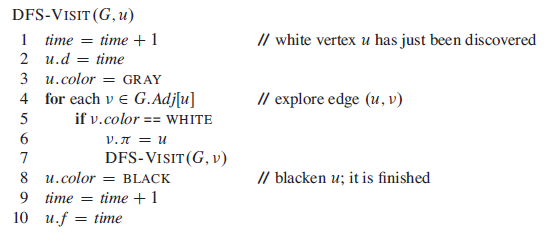 DFS-VISIT(G, u)
1 time = time + 1 // white vertex u has just been discovered
2 u.d = time
3 u.color = GRAY
4 for each v ∈ G.Adj[u] // explore edge (u, v)
5 if v.color == WHITE
6 v.π = u
7 DFS-VISIT(G, v)
8 u.color = BLACK // blacken u; it is finished
9 time = time + 1
10 u.f = time